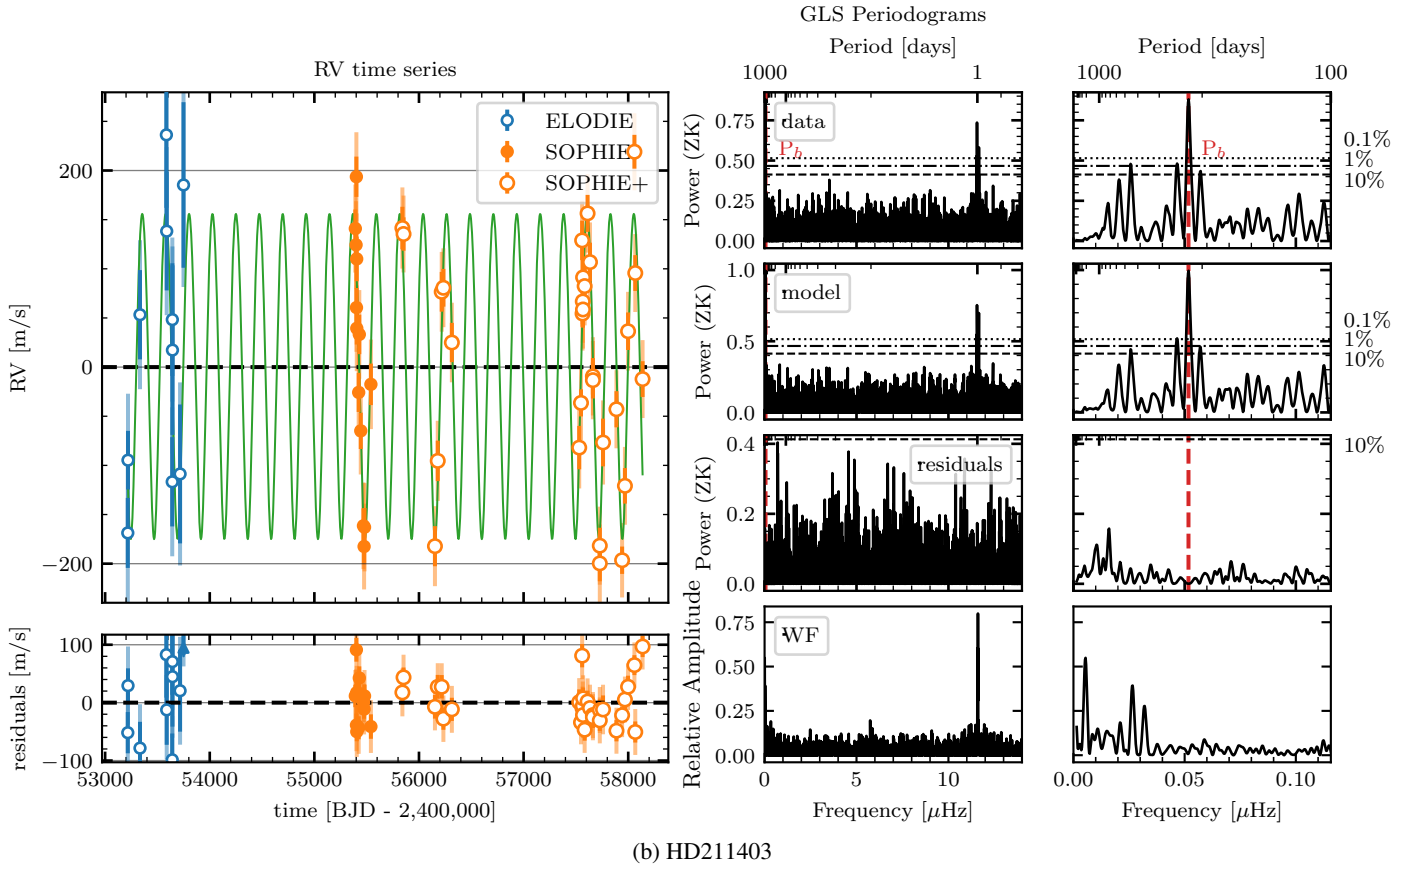 GLS Periodograms
RV time series
Period [days]
Period [days]
1000
1
1000
100
ELODIE
SOPHIE
SOPHIE+
200
0
−200
RV [m/s]
100
0
−100
residuals [m/s]
53000
54000
55000
56000
57000
58000
time [BJD - 2,400,000]
data
P_b
0.75
0.50
0.25
0.00
Power (ZK)
P_b
0.1%
1%
10%
model
1.0
0.5
0.0
Power (ZK)
0.1%
1%
10%
residuals
0.4
0.2
0.0
Power (ZK)
10%
WF
0.75
0.50
0.25
0.00
Relative Amplitude
0
5
10
Frequency [μHz]
0.00
0.05
0.10
Frequency [μHz]
(b) HD211403